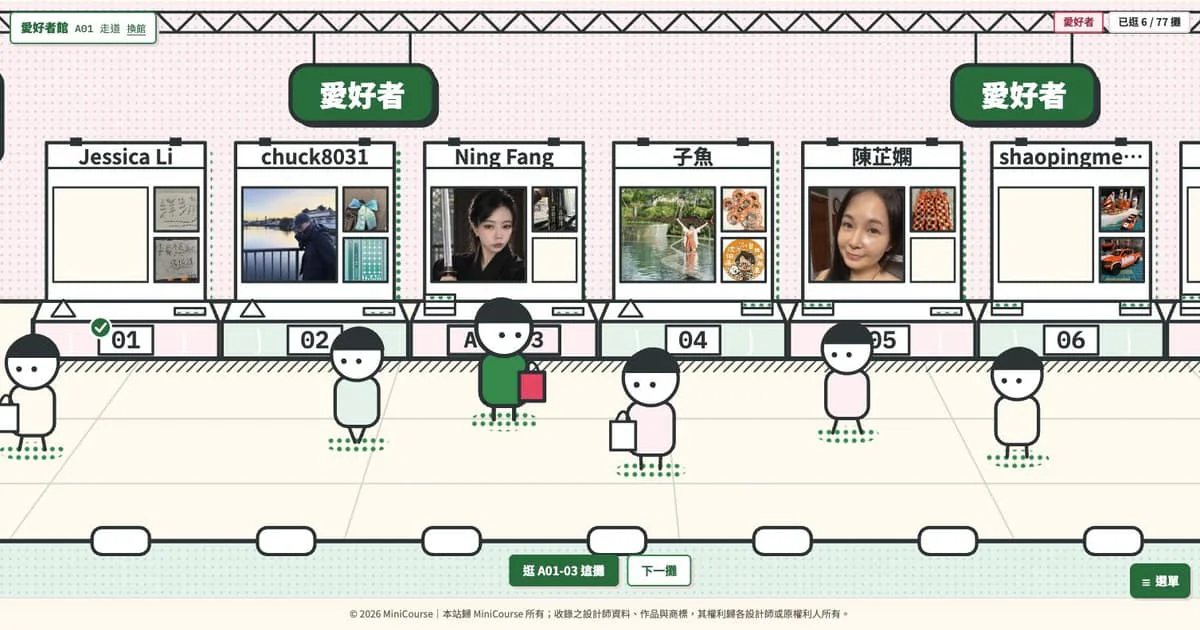 愛好者館 A01 走道 換館
愛好者
已逛 6 / 77 攤
愛好者
愛好者
Jessica Li
chuck8031
Ning Fang
子魚
陳芷嫻
shaopingme…
01
02
A 3
04
05
06
逛 A01-03 這攤
下一攤
≡ 選單
© 2026 MiniCourse｜本站歸 MiniCourse 所有；收錄之設計師資料、作品與商標，其權利歸各設計師或原權利人所有。